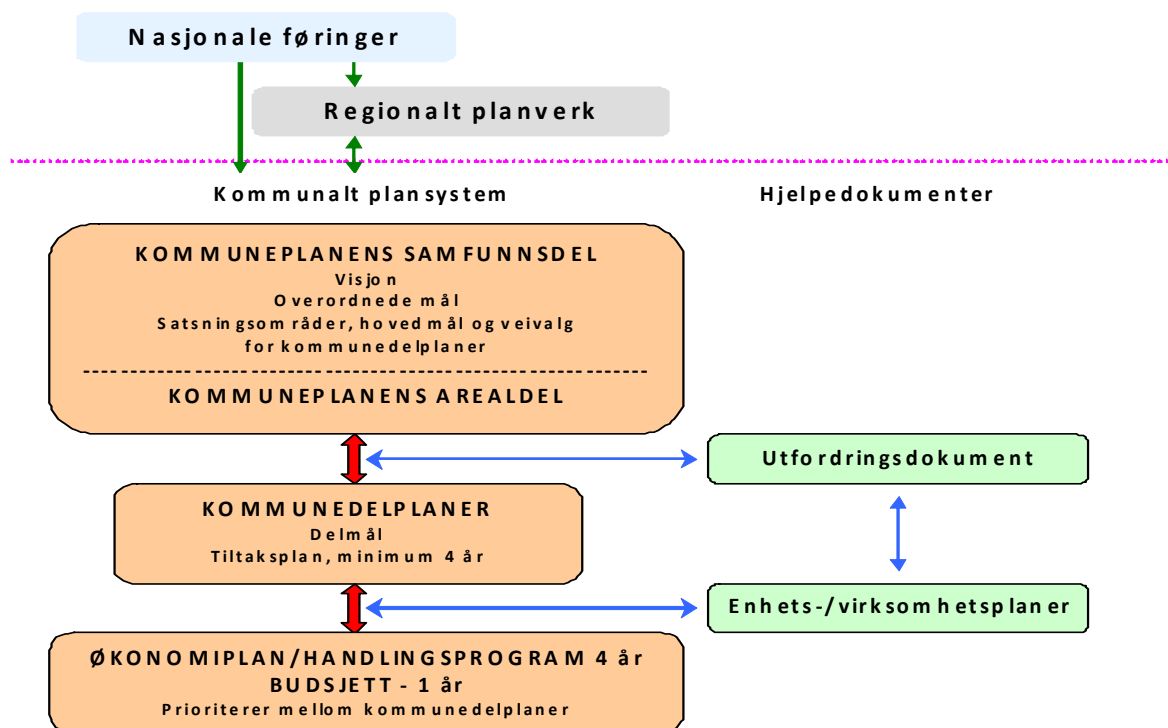 Nasjonale føringer
Regionalt planverk
Kommunalt plansystem
Hjelpedokumenter
KOMMUNEPLANENS SAMFUNNSDEL
Visjon
Overordnede mål
Satsningsområder, hovedmål og veivalg
for kommunedelplaner
KOMMUNEPLANENS AREALDEL
Utfordringsdokument
KOMMUNEDELPLANER
Delmål
Tiltaksplan, minimum 4 år
Enhets-/virksomhetsplaner
ØKONOMIPLAN/HANDLINGSPROGRAM 4 år
BUDSJETT - 1 år
Prioriterer mellom kommunedelplaner